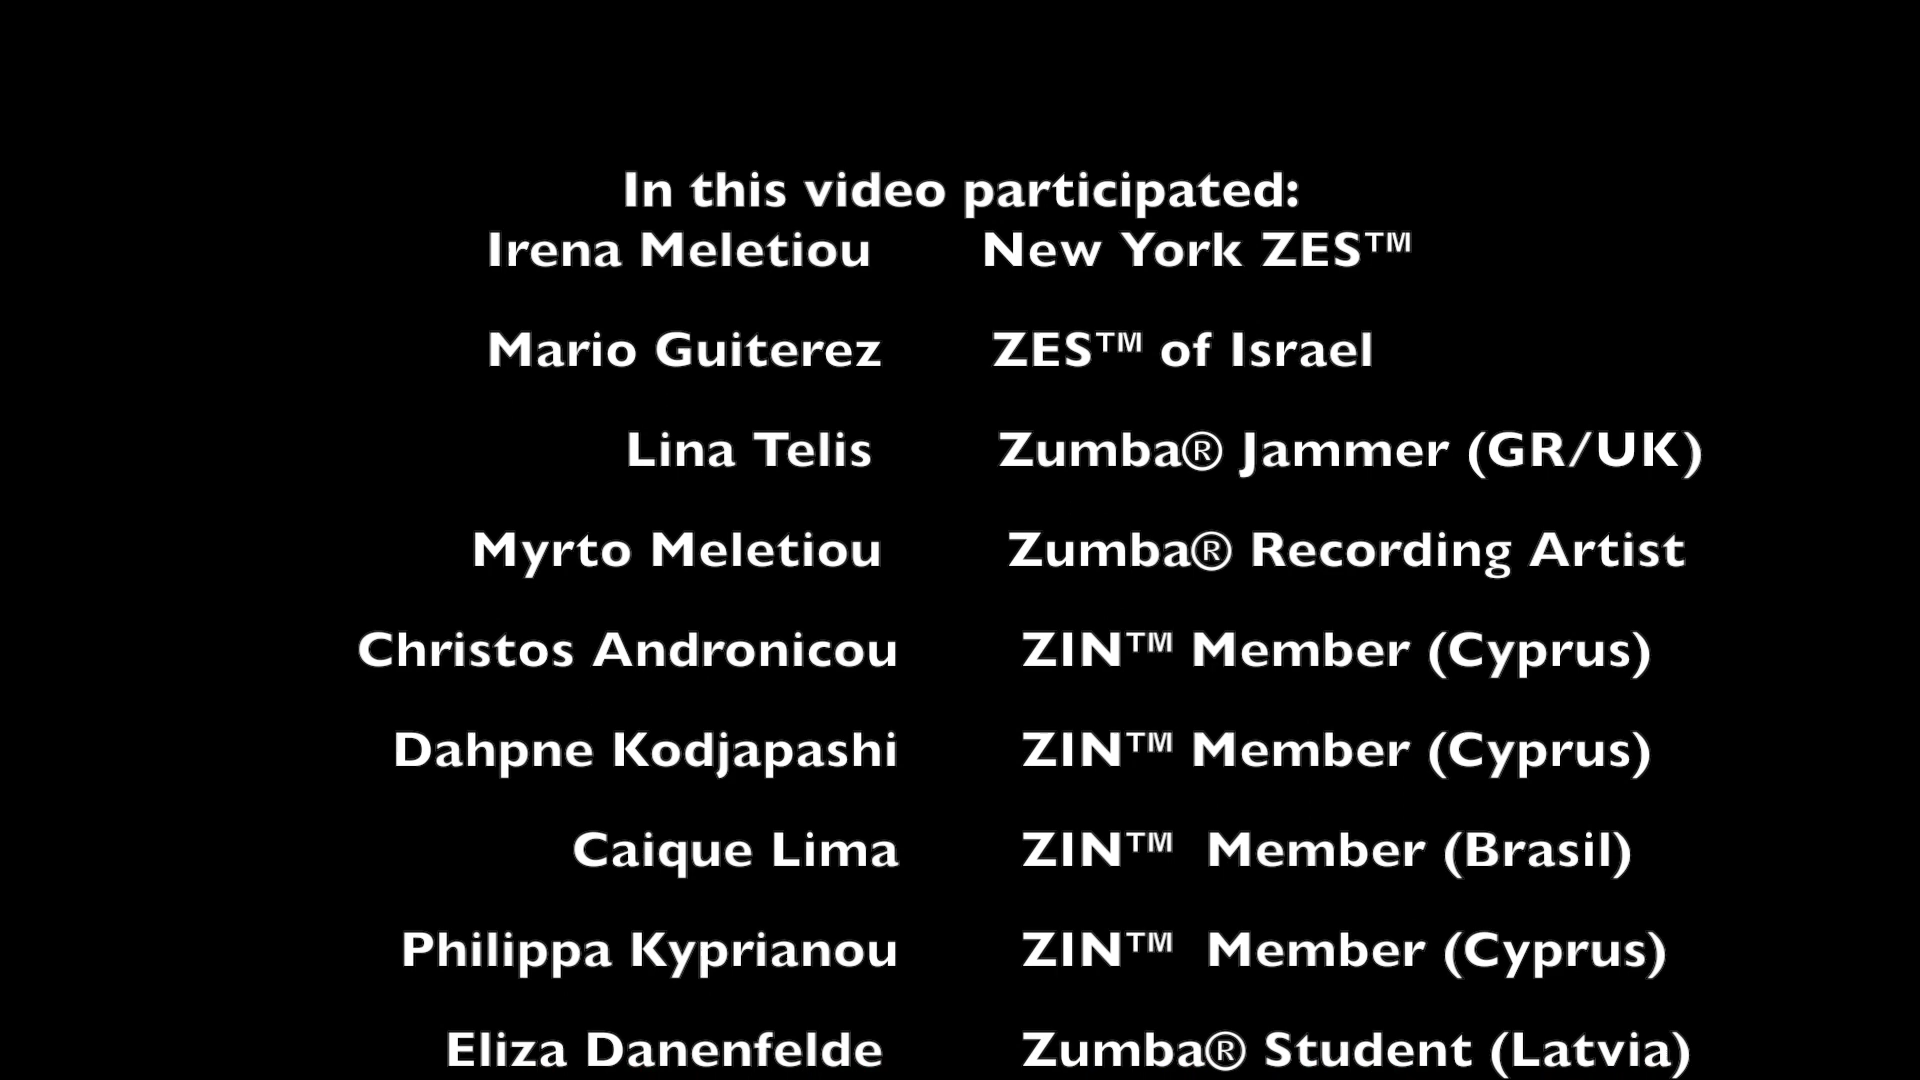 In this video participated:
Irena Meletiou New York ZES™
Mario Guiterez ZES™ of Israel
Lina Telis Zumba® Jammer (GR/UK)
Myrto Meletiou Zumba® Recording Artist
Christos Andronicou ZIN™ Member (Cyprus)
Dahpne Kodjapashi ZIN™ Member (Cyprus)
Caique Lima ZIN™ Member (Brasil)
Philippa Kyprianou ZIN™ Member (Cyprus)
Eliza Danenfelde Zumba® Student (Latvia)